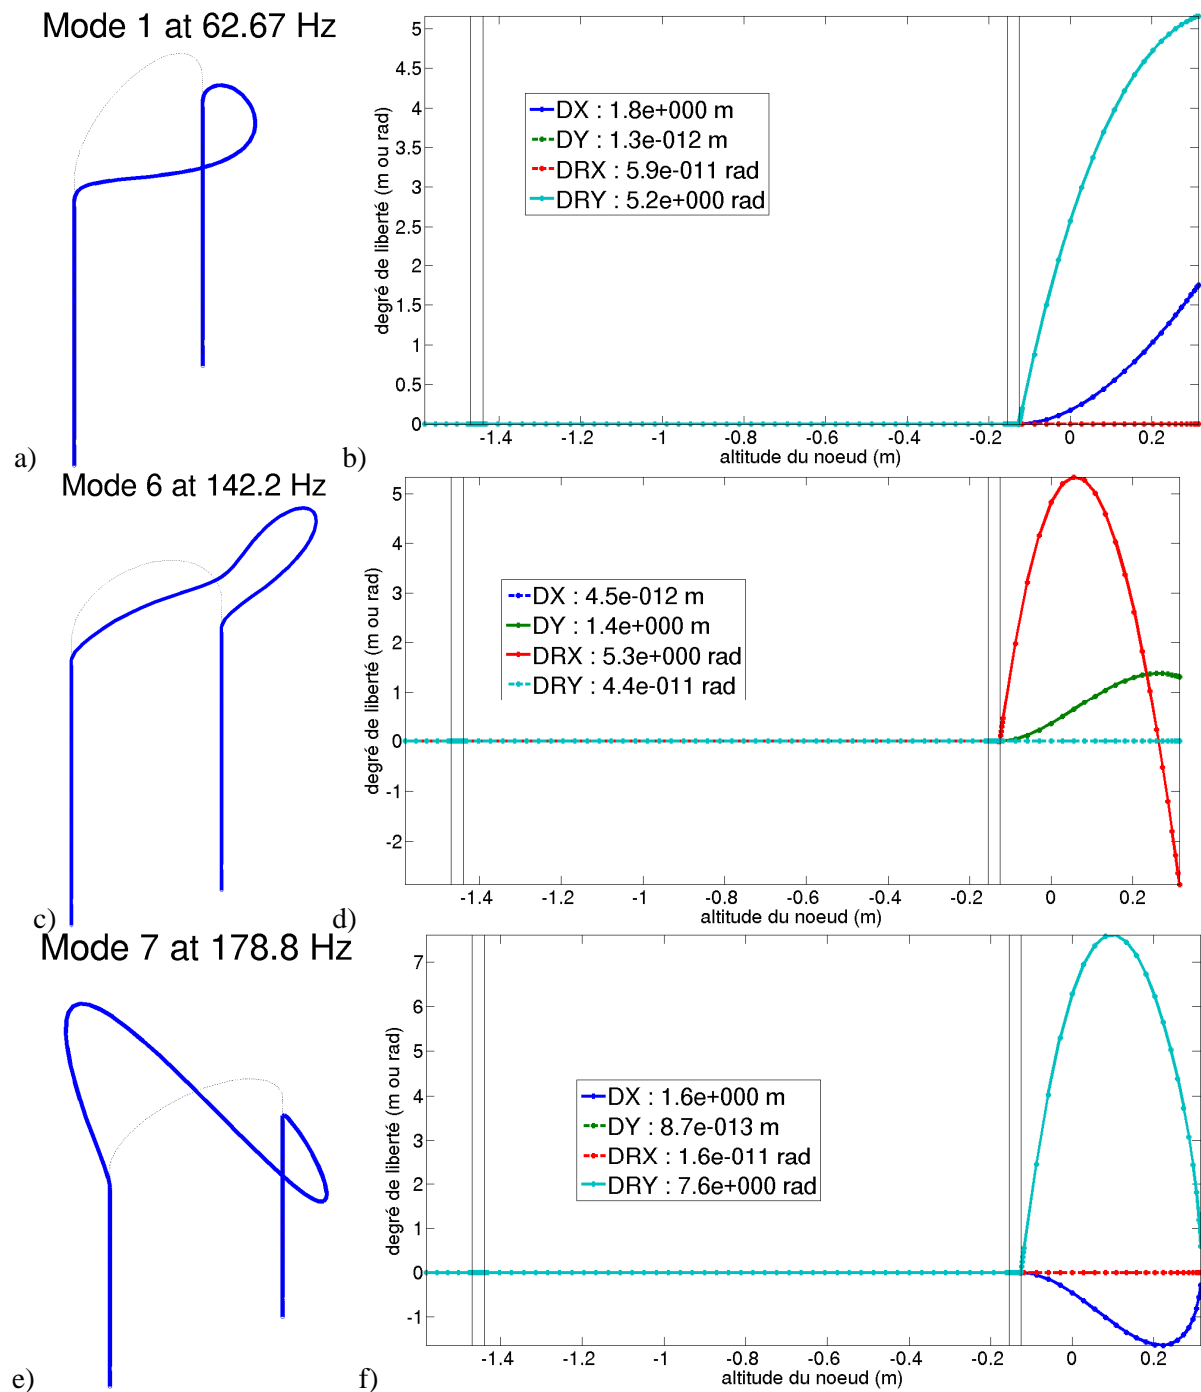 Mode 1 at 62.67 Hz
a)
5
4.5
4
3.5
3
2.5
2
1.5
1
0.5
0
degré de liberté (m ou rad)
DX : 1.8e+000 m
DY : 1.3e-012 m
DRX : 5.9e-011 rad
DRY : 5.2e+000 rad
-1.4 -1.2 -1 -0.8 -0.6 -0.4 -0.2 0 0.2
altitude du noeud (m)
b)
Mode 6 at 142.2 Hz
c)
5
4
3
2
1
0
-1
-2
degré de liberté (m ou rad)
DX : 4.5e-012 m
DY : 1.4e+000 m
DRX : 5.3e+000 rad
DRY : 4.4e-011 rad
-1.4 -1.2 -1 -0.8 -0.6 -0.4 -0.2 0 0.2
altitude du noeud (m)
d)
Mode 7 at 178.8 Hz
e)
7
6
5
4
3
2
1
0
-1
degré de liberté (m ou rad)
DX : 1.6e+000 m
DY : 8.7e-013 m
DRX : 1.6e-011 rad
DRY : 7.6e+000 rad
-1.4 -1.2 -1 -0.8 -0.6 -0.4 -0.2 0 0.2
altitude du noeud (m)
f)